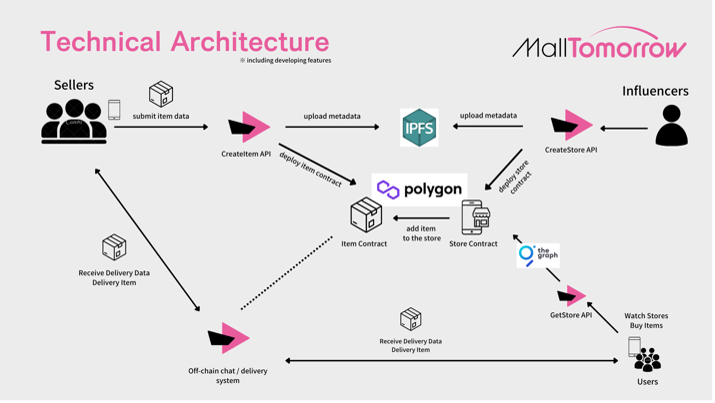 Technical Architecture
※ including developing features
MallTomorrow
Sellers
submit item data
CreateItem API
upload metadata
IPFS
upload metadata
CreateStore API
Influencers
deploy item contract
deploy store
contract
polygon
Item Contract
add item
to the store
Store Contract
the
graph
GetStore API
Watch Stores
Buy Items
Users
Receive Delivery Data
Delivery Item
Receive Delivery Data
Delivery Item
Off-chain chat / delivery
system